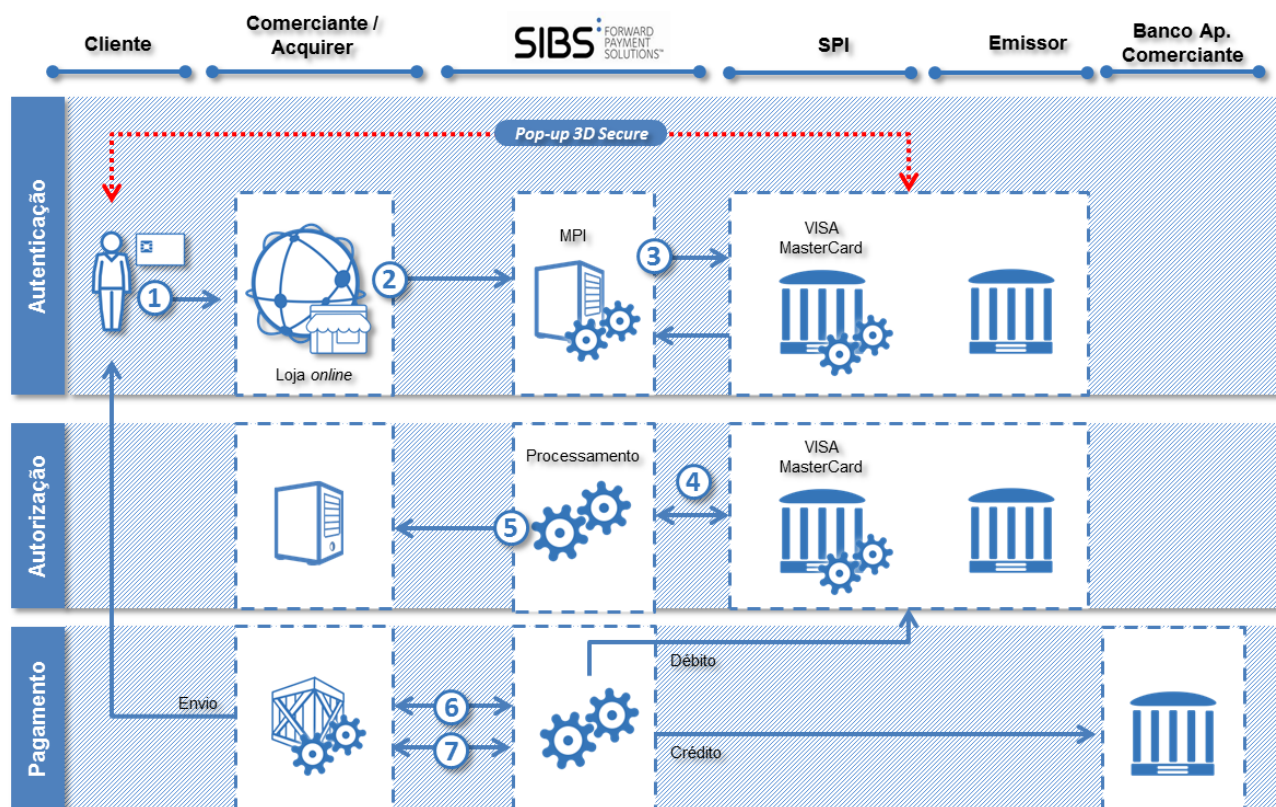 Cliente
Comerciante /
Acquirer
SIBS
FORWARD
PAYMENT
SOLUTIONS™
SPI
Emissor
Banco Ap.
Comerciante
Autenticação
Pop-up 3D Secure
1
2
3
Loja online
MPI
VISA
MasterCard
Autorização
Processamento
4
5
VISA
MasterCard
Pagamento
Envio
6
7
Débito
Crédito